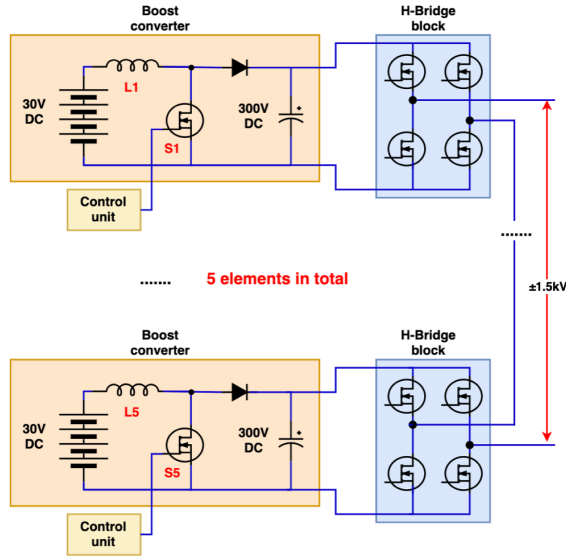 Boost
converter
H-Bridge
block
30V
DC
L1
300V
DC
+
S1
Control
unit
.......
±1.5kV
....... 5 elements in total
Boost
converter
H-Bridge
block
30V
DC
L5
300V
DC
+
S5
Control
unit